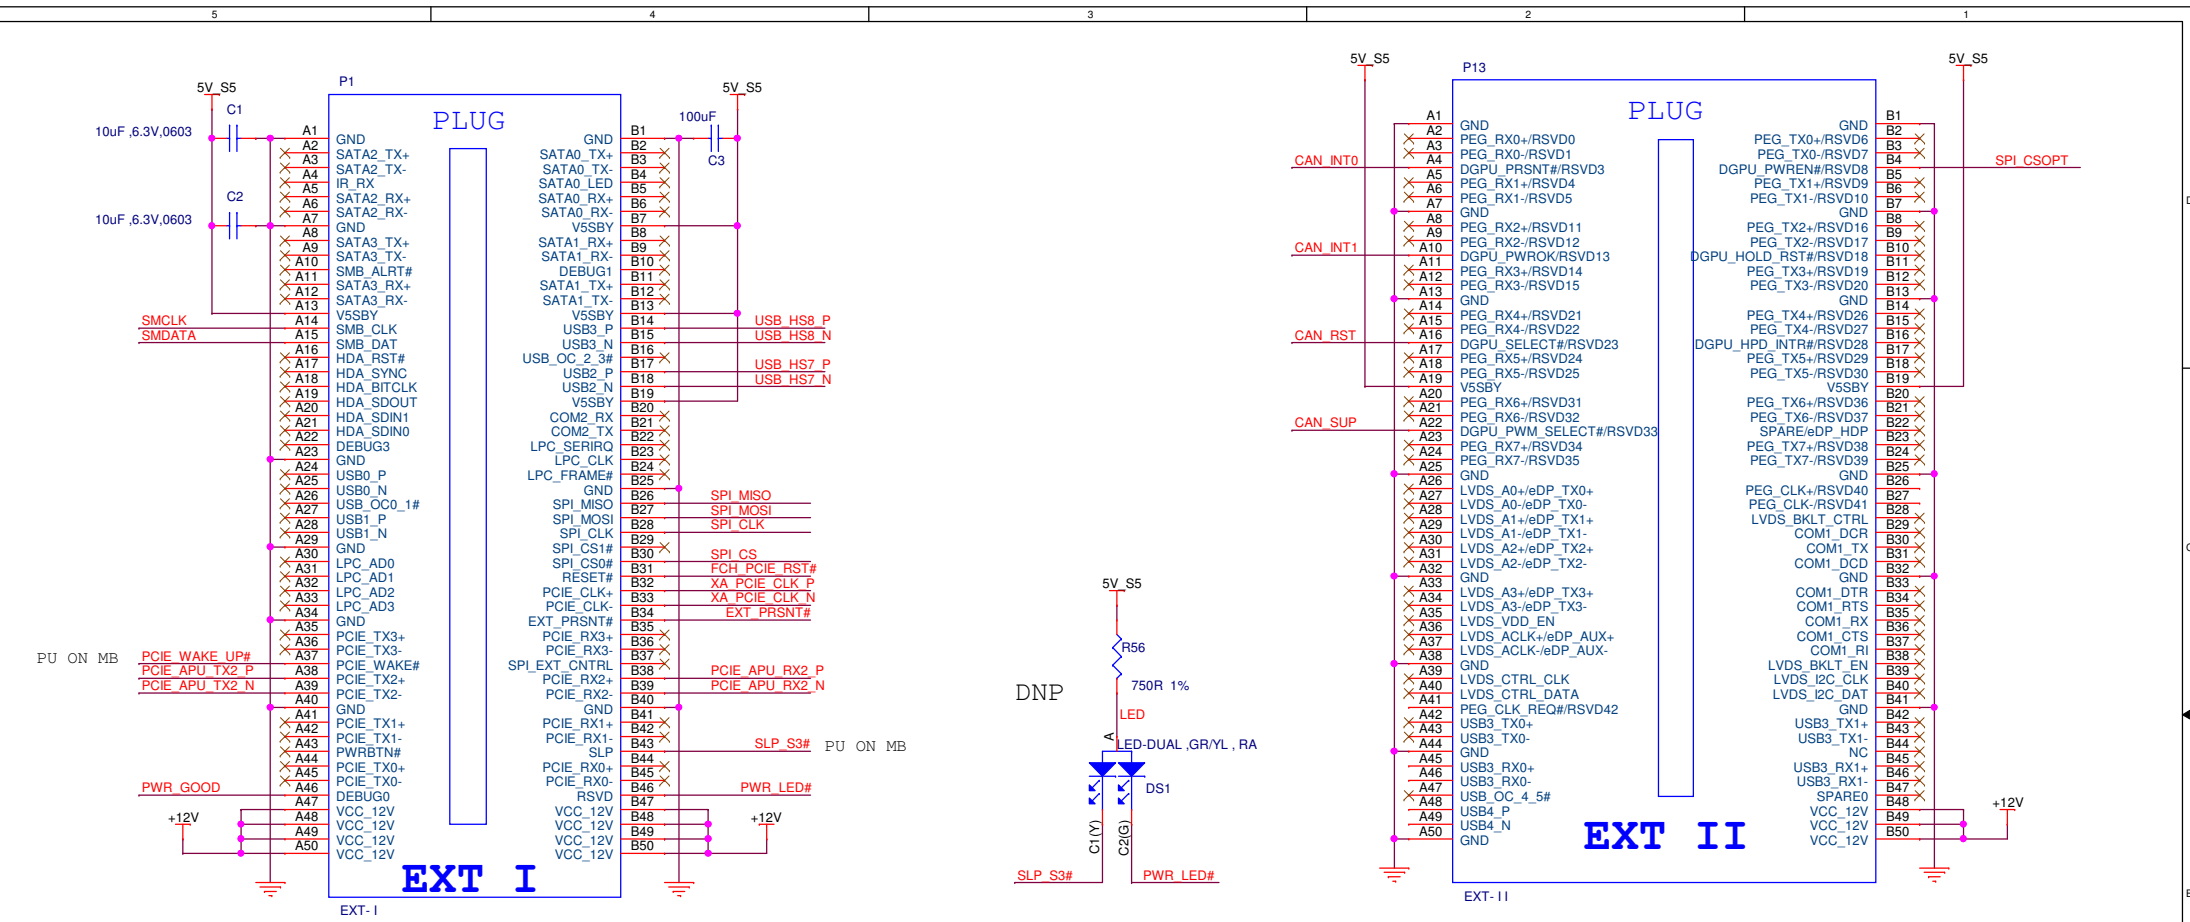 5 4 3 2 1
5V_S5
C1
10uF ,6.3V,0603
C2
10uF ,6.3V,0603
SMCLK
SMDATA
PU ON MB
PCIE_WAKE_UP#
PCIE_APU_TX2_P
PCIE_APU_TX2_N
PWR_GOOD
+12V
P1
PLUG
A1 GND
A2 SATA2_TX+
A3 SATA2_TX-
A4 IR_RX
A5 SATA2_RX+
A6 SATA2_RX-
A7 GND
A8 SATA3_TX+
A9 SATA3_TX-
A10 SMB_ALRT#
A11 SATA3_RX+
A12 SATA3_RX-
A13 V5SBY
A14 SMB_CLK
A15 SMB_DAT
A16 HDA_RST#
A17 HDA_SYNC
A18 HDA_BITCLK
A19 HDA_SDOUT
A20 HDA_SDIN1
A21 HDA_SDIN0
A22 DEBUG3
A23 GND
A24 USB0_P
A25 USB0_N
A26 USB_OC0_1#
A27 USB1_P
A28 USB1_N
A29 GND
A30 LPC_AD0
A31 LPC_AD1
A32 LPC_AD2
A33 LPC_AD3
A34 GND
A35 PCIE_TX3+
A36 PCIE_TX3-
A37 PCIE_WAKE#
A38 PCIE_TX2+
A39 PCIE_TX2-
A40 GND
A41 PCIE_TX1+
A42 PCIE_TX1-
A43 PWRBTN#
A44 PCIE_TX0+
A45 PCIE_TX0-
A46 DEBUG0
A47 VCC_12V
A48 VCC_12V
A49 VCC_12V
A50 VCC_12V
GND B1
SATA0_TX+ B2
SATA0_TX- B3
SATA0_LED B4
SATA0_RX+ B5
SATA0_RX- B6
V5SBY B7
SATA1_RX+ B8
SATA1_RX- B9
DEBUG1 B10
SATA1_TX+ B11
SATA1_TX- B12
V5SBY B13
USB3_P B14 USB_HS8_P
USB3_N B15 USB_HS8_N
USB_OC_2_3# B16
USB2_P B17 USB_HS7_P
USB2_N B18 USB_HS7_N
V5SBY B19
COM2_RX B20
COM2_TX B21
LPC_SERIRQ B22
LPC_CLK B23
LPC_FRAME# B24
GND B25
SPI_MISO B26 SPI_MISO
SPI_MOSI B27 SPI_MOSI
SPI_CLK B28 SPI_CLK
SPI_CS1# B29
SPI_CS0# B30 SPI_CS
RESET# B31 FCH_PCIE_RST#
PCIE_CLK+ B32 XA_PCIE_CLK_P
PCIE_CLK- B33 XA_PCIE_CLK_N
EXT_PRSNT# B34 EXT_PRSNT#
PCIE_RX3+ B35
PCIE_RX3- B36
SPI_EXT_CNTRL B37
PCIE_RX2+ B38 PCIE_APU_RX2_P
PCIE_RX2- B39 PCIE_APU_RX2_N
GND B40
PCIE_RX1+ B41
PCIE_RX1- B42
SLP B43 SLP_S3# PU ON MB
PCIE_RX0+ B44
PCIE_RX0- B45
RSVD B46 PWR_LED#
VCC_12V B47
VCC_12V B48
VCC_12V B49
VCC_12V B50
EXT I
EXT- I
5V_S5
100uF
C3
+12V
5V_S5
R56
750R 1%
DNP
LED
A
LED-DUAL ,GR/YL , RA
DS1
C1(Y)
C2(G)
SLP_S3#
PWR_LED#
5V_S5
CAN_INT0
CAN_INT1
CAN_RST
CAN_SUP
P13
PLUG
A1 GND
A2 PEG_RX0+/RSVD0
A3 PEG_RX0-/RSVD1
A4 DGPU_PRSNT#/RSVD3
A5 PEG_RX1+/RSVD4
A6 PEG_RX1-/RSVD5
A7 GND
A8 PEG_RX2+/RSVD11
A9 PEG_RX2-/RSVD12
A10 DGPU_PWROK/RSVD13
A11 PEG_RX3+/RSVD14
A12 PEG_RX3-/RSVD15
A13 GND
A14 PEG_RX4+/RSVD21
A15 PEG_RX4-/RSVD22
A16 DGPU_SELECT#/RSVD23
A17 PEG_RX5+/RSVD24
A18 PEG_RX5-/RSVD25
A19 V5SBY
A20 PEG_RX6+/RSVD31
A21 PEG_RX6-/RSVD32
A22 DGPU_PWM_SELECT#/RSVD33
A23 PEG_RX7+/RSVD34
A24 PEG_RX7-/RSVD35
A25 GND
A26 LVDS_A0+/eDP_TX0+
A27 LVDS_A0-/eDP_TX0-
A28 LVDS_A1+/eDP_TX1+
A29 LVDS_A1-/eDP_TX1-
A30 LVDS_A2+/eDP_TX2+
A31 LVDS_A2-/eDP_TX2-
A32 GND
A33 LVDS_A3+/eDP_TX3+
A34 LVDS_A3-/eDP_TX3-
A35 LVDS_VDD_EN
A36 LVDS_ACLK+/eDP_AUX+
A37 LVDS_ACLK-/eDP_AUX-
A38 GND
A39 LVDS_CTRL_CLK
A40 LVDS_CTRL_DATA
A41 PEG_CLK_REQ#/RSVD42
A42 USB3_TX0+
A43 USB3_TX0-
A44 GND
A45 USB3_RX0+
A46 USB3_RX0-
A47 USB_OC_4_5#
A48 USB4_P
A49 USB4_N
A50 GND
GND B1
PEG_TX0+/RSVD6 B2
PEG_TX0-/RSVD7 B3
DGPU_PWREN#/RSVD8 B4 SPI_CSOPT
PEG_TX1+/RSVD9 B5
PEG_TX1-/RSVD10 B6
GND B7
PEG_TX2+/RSVD16 B8
PEG_TX2-/RSVD17 B9
DGPU_HOLD_RST#/RSVD18 B10
PEG_TX3+/RSVD19 B11
PEG_TX3-/RSVD20 B12
GND B13
PEG_TX4+/RSVD26 B14
PEG_TX4-/RSVD27 B15
DGPU_HPD_INTR#/RSVD28 B16
PEG_TX5+/RSVD29 B17
PEG_TX5-/RSVD30 B18
V5SBY B19
PEG_TX6+/RSVD36 B20
PEG_TX6-/RSVD37 B21
SPARE/eDP_HDP B22
PEG_TX7+/RSVD38 B23
PEG_TX7-/RSVD39 B24
GND B25
PEG_CLK+/RSVD40 B26
PEG_CLK-/RSVD41 B27
LVDS_BKLT_CTRL B28
COM1_DCR B29
COM1_TX B30
COM1_DCD B31
GND B32
COM1_DTR B33
COM1_RTS B34
COM1_RX B35
COM1_CTS B36
COM1_RI B37
LVDS_BKLT_EN B38
LVDS_I2C_CLK B39
LVDS_I2C_DAT B40
GND B41
USB3_TX1+ B42
USB3_TX1- B43
NC B44
USB3_RX1+ B45
USB3_RX1- B46
SPARE0 B47
VCC_12V B48
VCC_12V B49
VCC_12V B50
EXT II
EXT- II
5V_S5
+12V